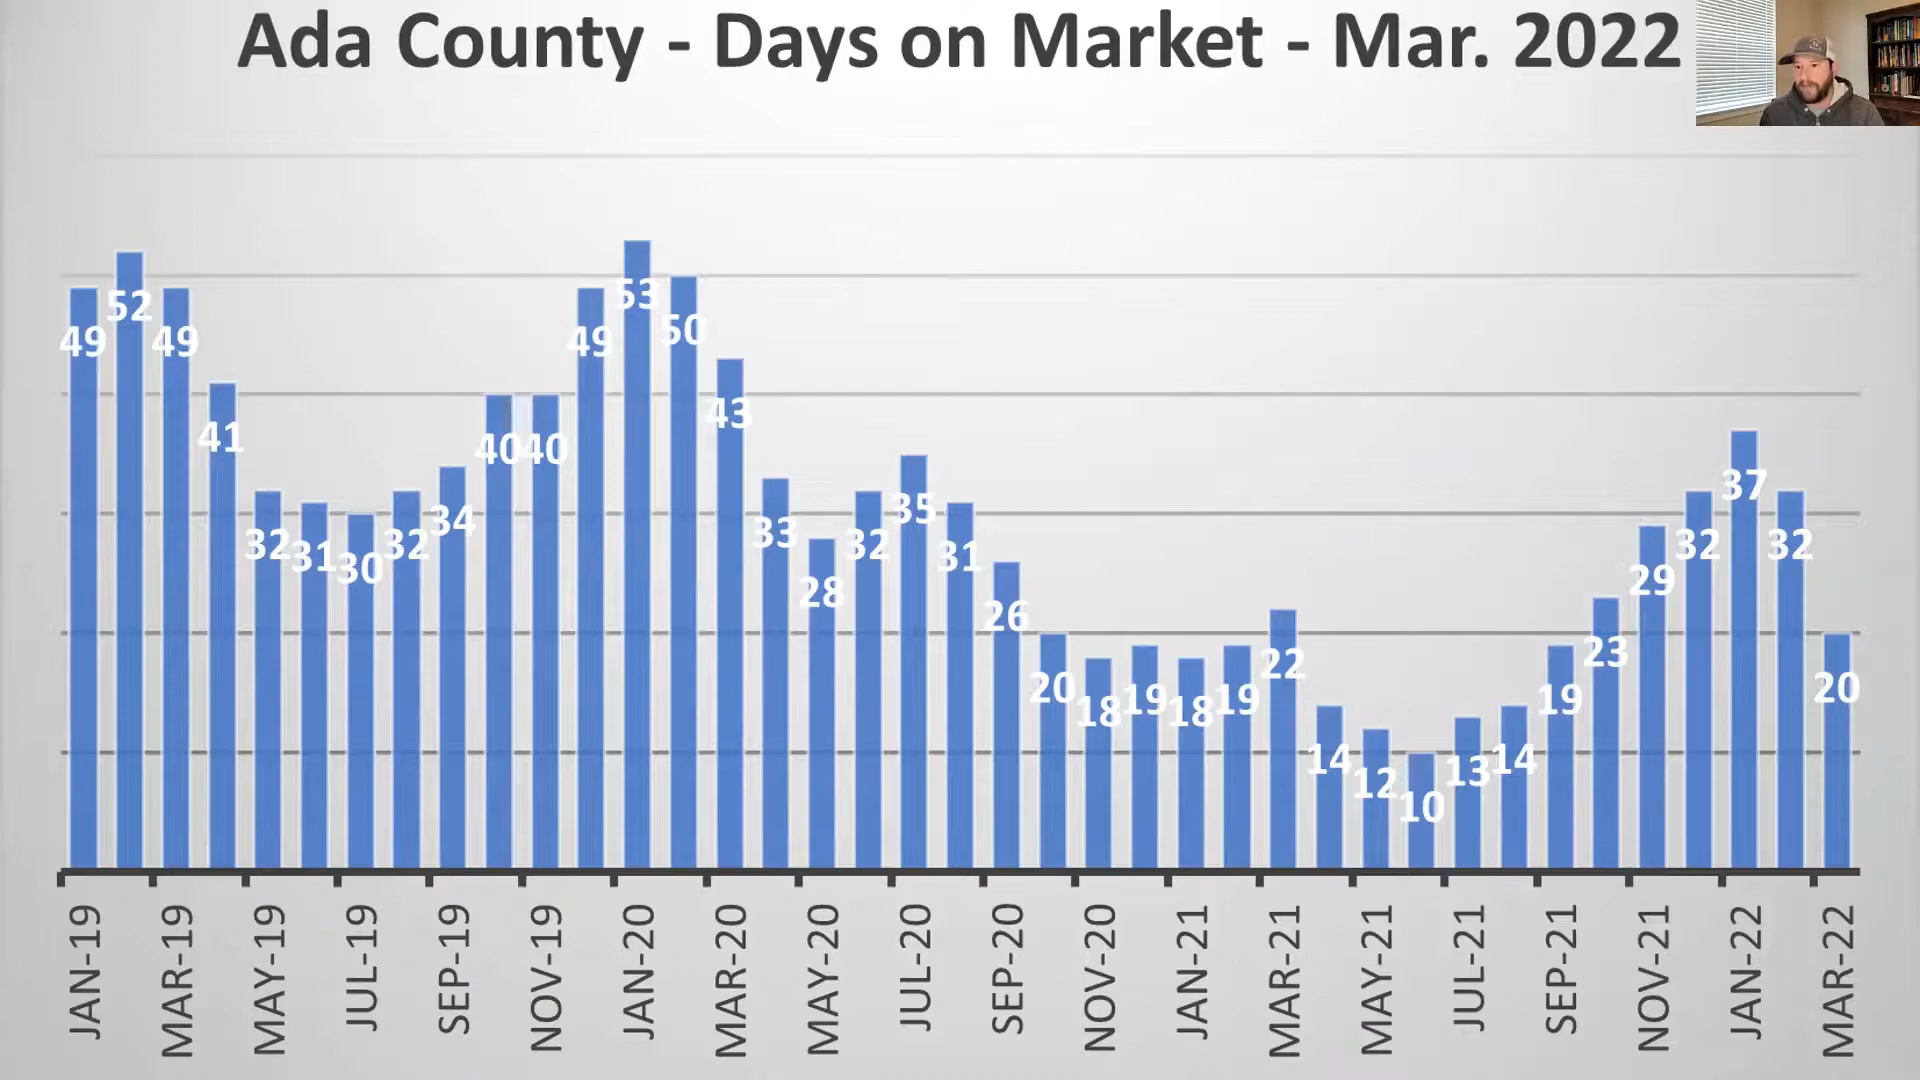 Ada County - Days on Market - Mar. 2022
49 52 49 41 32 31 30 32 34 40 40 49 53 50 43 33 28 32 35 31 26 20 18 19 18 19 22 14 12 10 13 14 19 23 29 32 37 32 20
JAN-19 MAR-19 MAY-19 JUL-19 SEP-19 NOV-19 JAN-20 MAR-20 MAY-20 JUL-20 SEP-20 NOV-20 JAN-21 MAR-21 MAY-21 JUL-21 SEP-21 NOV-21 JAN-22 MAR-22